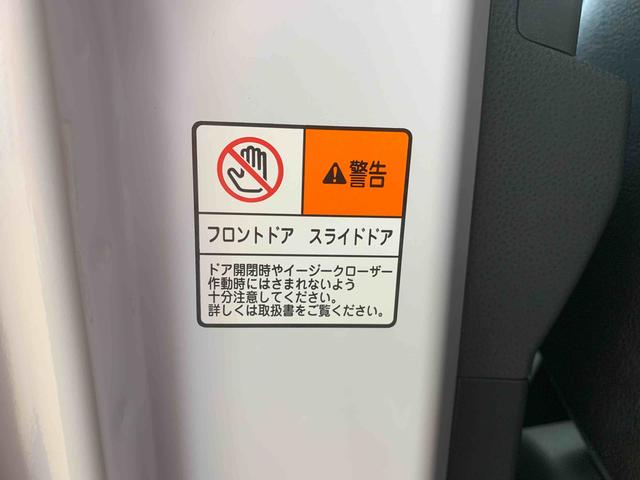 警告
フロントドア スライドドア
ドア開閉時やイージークローザー
作動時にはさまれないよう
十分注意してください。
詳しくは取扱書をご覧ください。